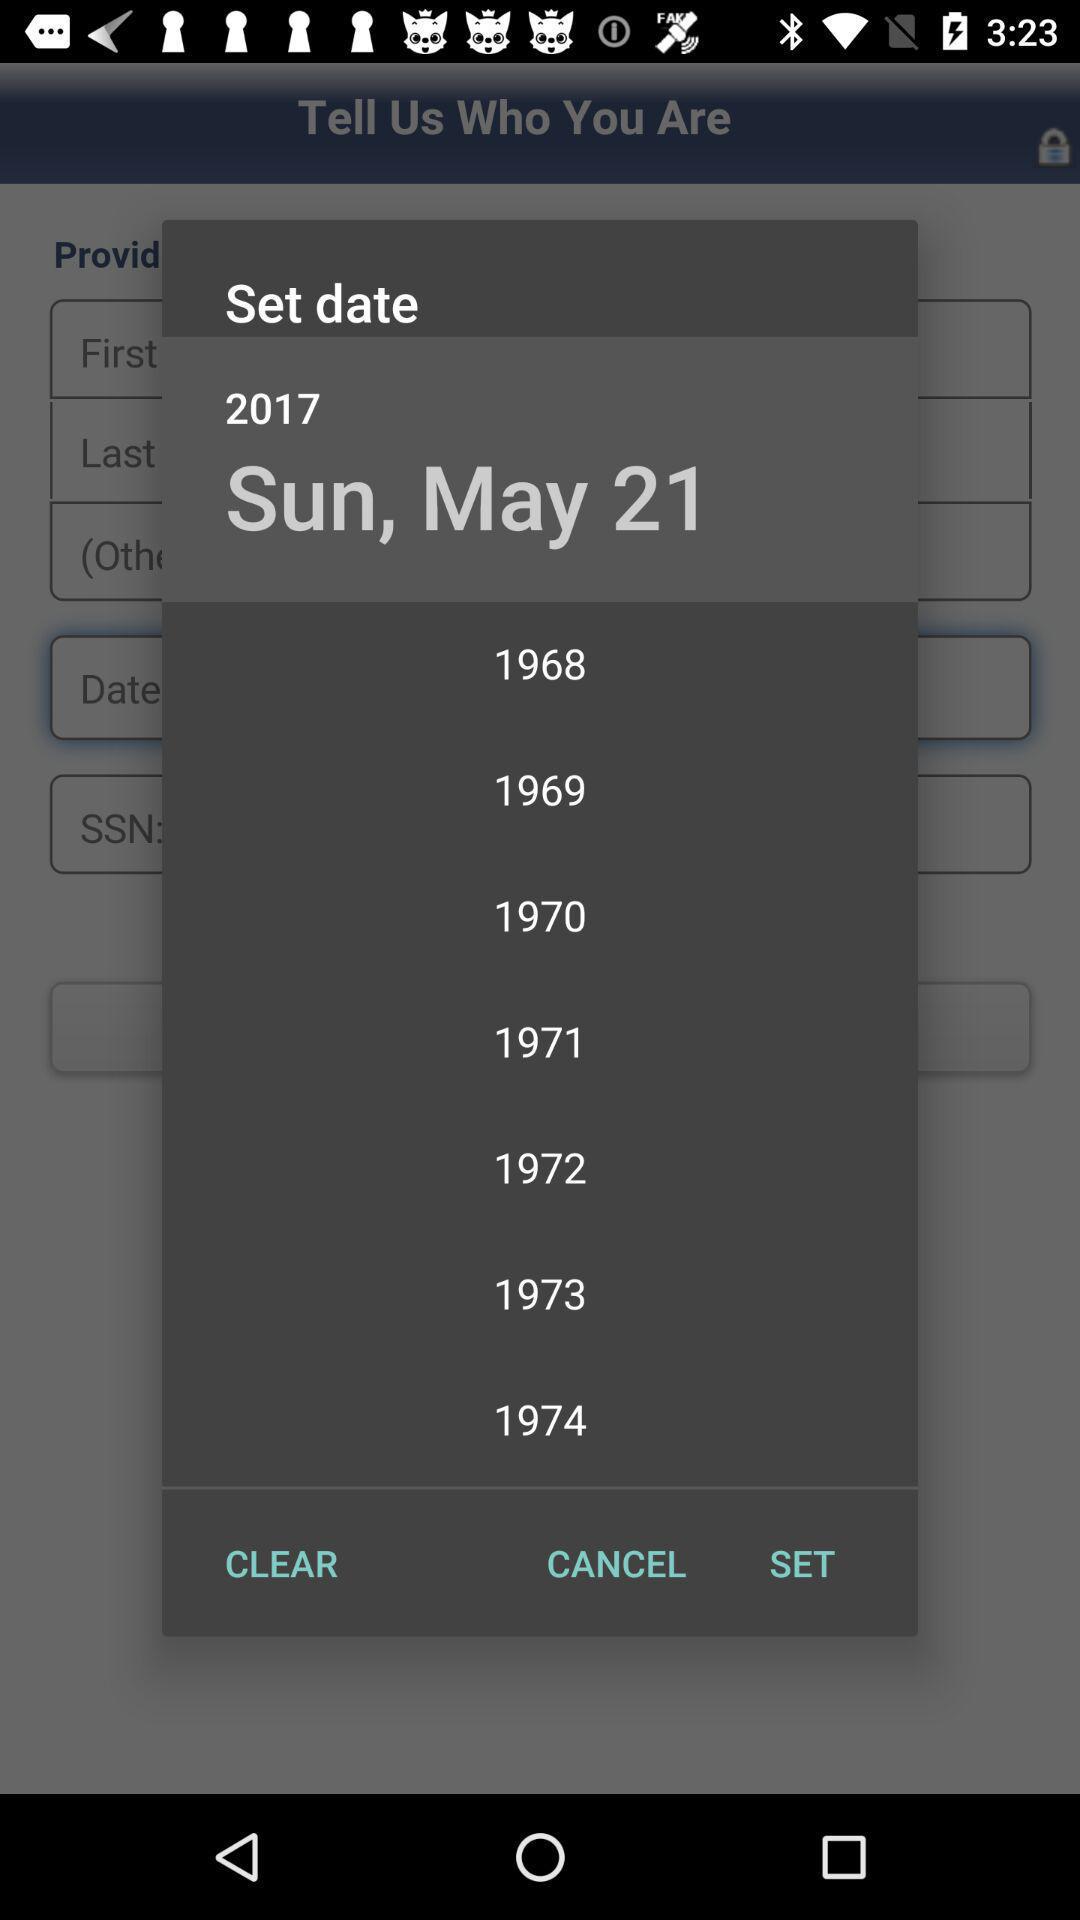 FAKE
3:23
Tell Us Who You Are
Provid
Set date
First
2017
Last
Sun, May 21
(Othe
1968
Date
1969
SSN:
1970
1971
1972
1973
1974
CLEAR CANCEL SET